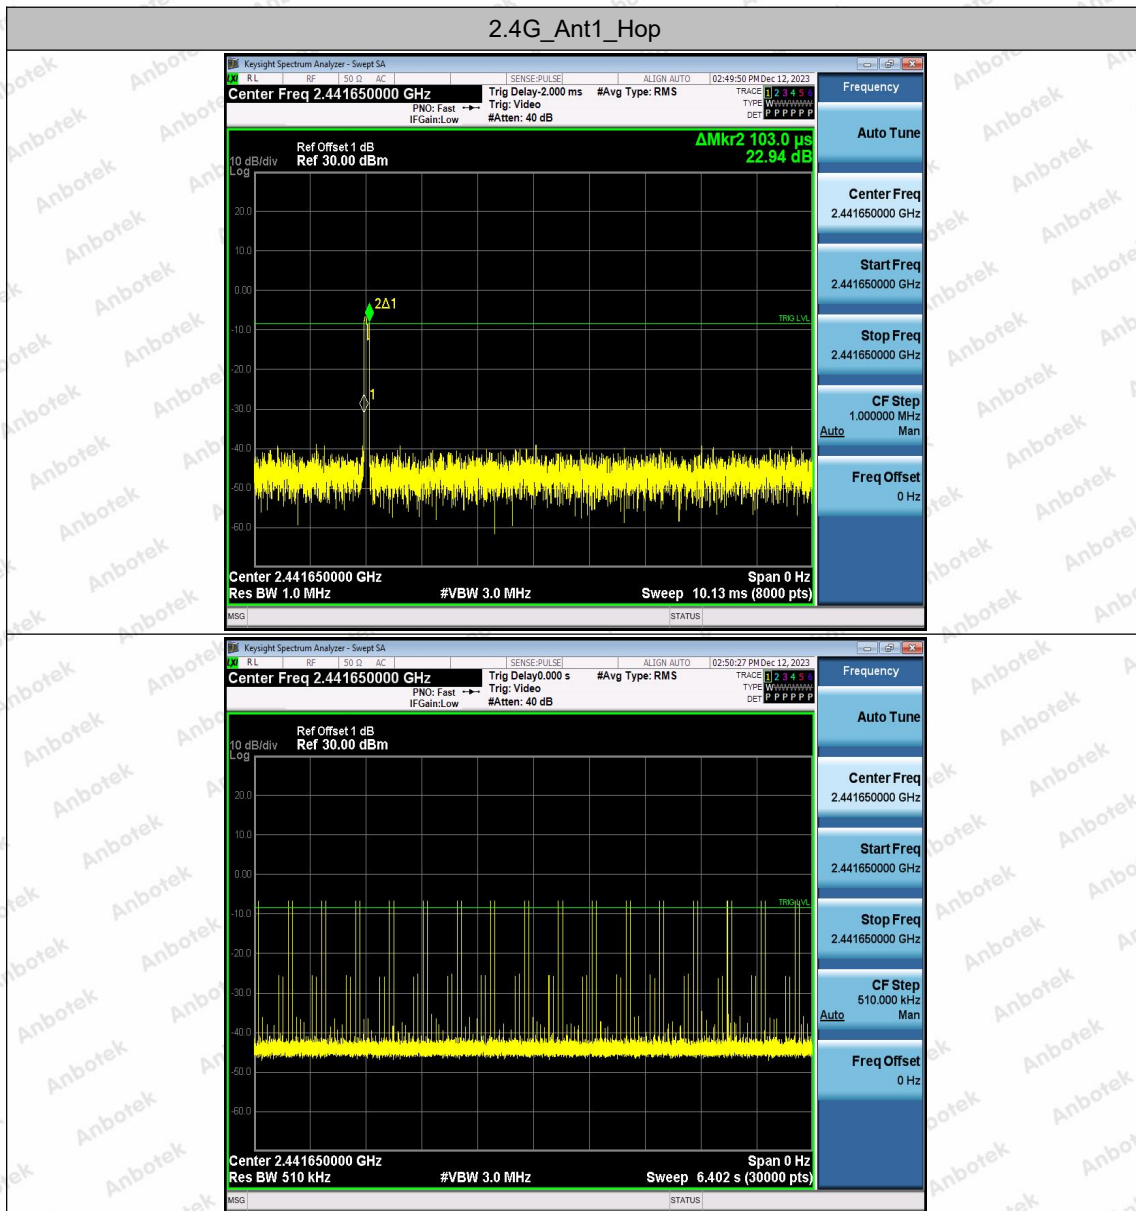 2.4G_Ant1_Hop
Keysight Spectrum Analyzer - Swept SA
LXI RL RF 50 Ω AC SENSE:PULSE ALIGN AUTO 02:49:50 PM Dec 12, 2023
Center Freq 2.441650000 GHz
PNO: Fast
IFGain:Low
Trig Delay-2.000 ms
Trig: Video
#Atten: 40 dB
#Avg Type: RMS
TRACE 1 2 3 4 5 6
TYPE WWWWWW
DET P P P P P P
Ref Offset 1 dB
10 dB/div Ref 30.00 dBm
Log
ΔMkr2 103.0 µs
22.94 dB
20.0
10.0
0.00
-10.0
-20.0
-30.0
-40.0
-50.0
-60.0
2Δ1
1
TRIG LVL
Center 2.441650000 GHz Span 0 Hz
Res BW 1.0 MHz #VBW 3.0 MHz Sweep 10.13 ms (8000 pts)
MSG STATUS
Frequency
Auto Tune
Center Freq
2.441650000 GHz
Start Freq
2.441650000 GHz
Stop Freq
2.441650000 GHz
CF Step
1.000000 MHz
Auto Man
Freq Offset
0 Hz
Keysight Spectrum Analyzer - Swept SA
LXI RL RF 50 Ω AC SENSE:PULSE ALIGN AUTO 02:50:27 PM Dec 12, 2023
Center Freq 2.441650000 GHz
PNO: Fast
IFGain:Low
Trig Delay0.000 s
Trig: Video
#Atten: 40 dB
#Avg Type: RMS
TRACE 1 2 3 4 5 6
TYPE WWWWWW
DET P P P P P P
Ref Offset 1 dB
10 dB/div Ref 30.00 dBm
Log
20.0
10.0
0.00
-10.0
-20.0
-30.0
-40.0
-50.0
-60.0
TRIG LVL
Center 2.441650000 GHz Span 0 Hz
Res BW 510 kHz #VBW 3.0 MHz Sweep 6.402 s (30000 pts)
MSG STATUS
Frequency
Auto Tune
Center Freq
2.441650000 GHz
Start Freq
2.441650000 GHz
Stop Freq
2.441650000 GHz
CF Step
510.000 kHz
Auto Man
Freq Offset
0 Hz
Anbotek